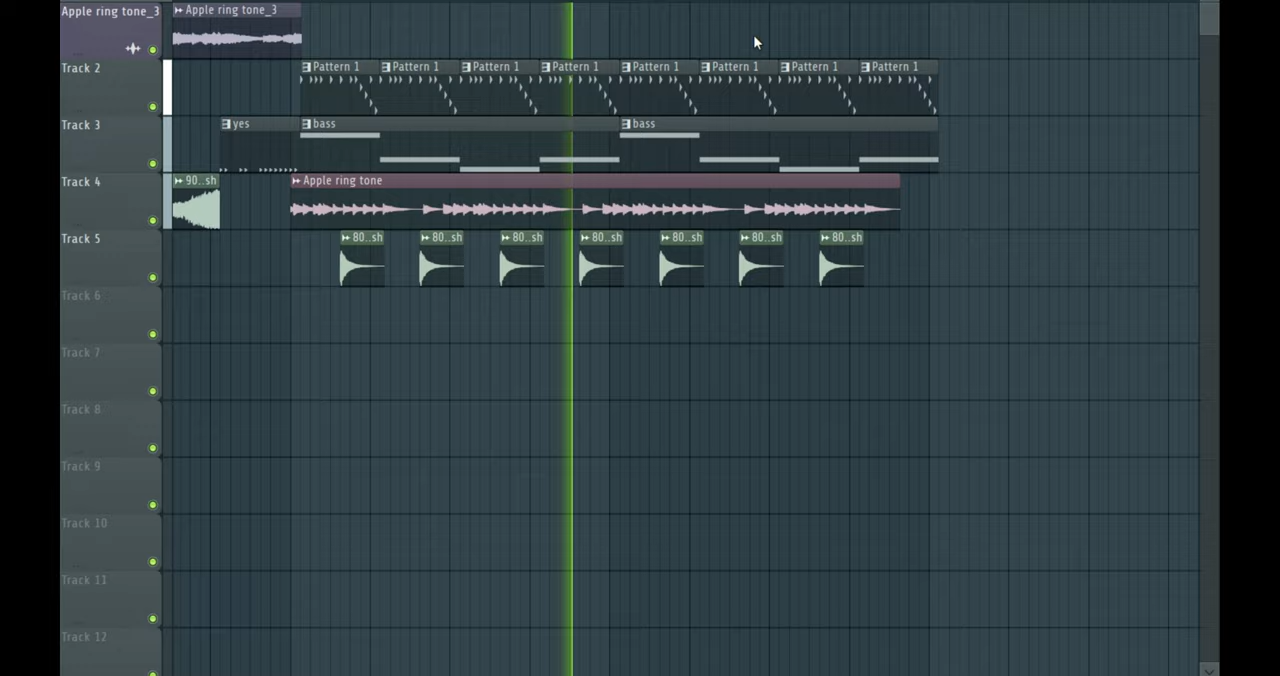 Apple ring tone_3 Apple ring tone_3
Track 2 Pattern 1 Pattern 1 Pattern 1 Pattern 1 Pattern 1 Pattern 1 Pattern 1 Pattern 1
Track 3 yes bass bass
Track 4 90..sh Apple ring tone
Track 5 80..sh 80..sh 80..sh 80..sh 80..sh 80..sh 80..sh
Track 6
Track 7
Track 8
Track 9
Track 10
Track 11
Track 12